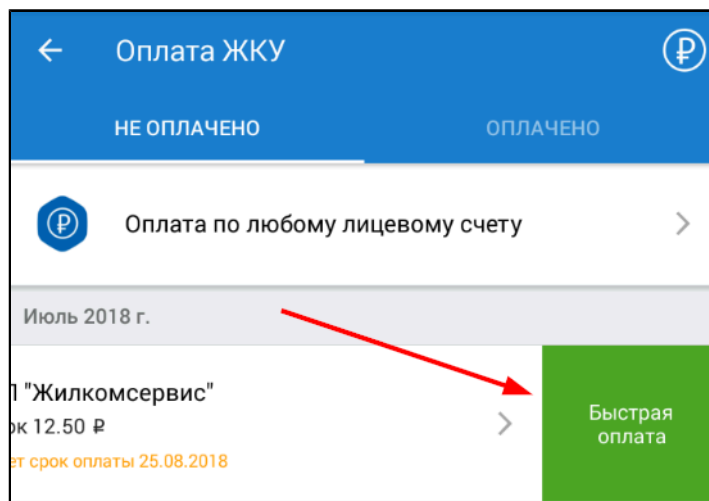 Оплата ЖКУ
НЕ ОПЛАЧЕНО
ОПЛАЧЕНО
Оплата по любому лицевому счету
Июль 2018 г.
"Жилкомсервис"
12.50 ₽
срок оплаты 25.08.2018
Быстрая
оплата